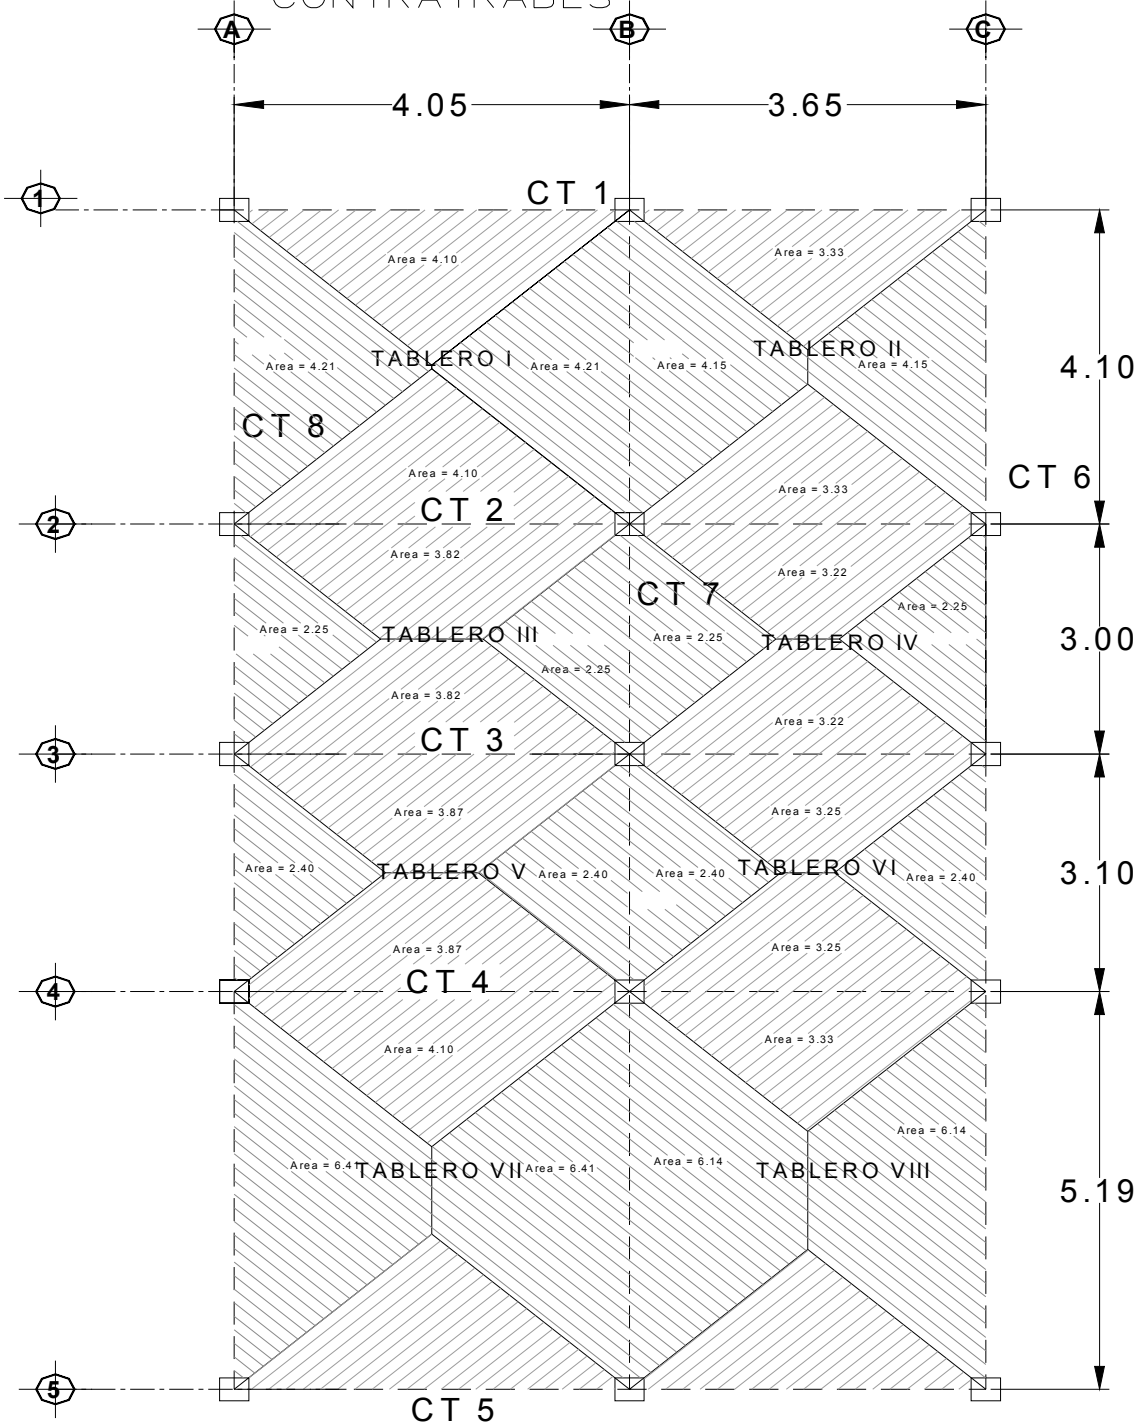 CONTRATRABES
A B C
4.05 3.65
1
CT 1
Area = 4.10
Area = 3.33
TABLERO I
TABLERO II
Area = 4.21
Area = 4.21
Area = 4.15
Area = 4.15
4.10
CT 8
Area = 4.10
Area = 3.33
CT 6
2
CT 2
Area = 3.82
Area = 3.22
CT 7
Area = 2.25
TABLERO III
Area = 2.25
Area = 2.25
TABLERO IV
Area = 2.25
3.00
Area = 3.82
Area = 3.22
3
CT 3
Area = 3.87
Area = 3.25
Area = 2.40
TABLERO V
Area = 2.40
Area = 2.40
TABLERO VI
Area = 2.40
3.10
Area = 3.87
Area = 3.25
4
CT 4
Area = 4.10
Area = 3.33
Area = 6.41
TABLERO VII
Area = 6.41
Area = 6.14
TABLERO VIII
Area = 6.14
5.19
5
CT 5